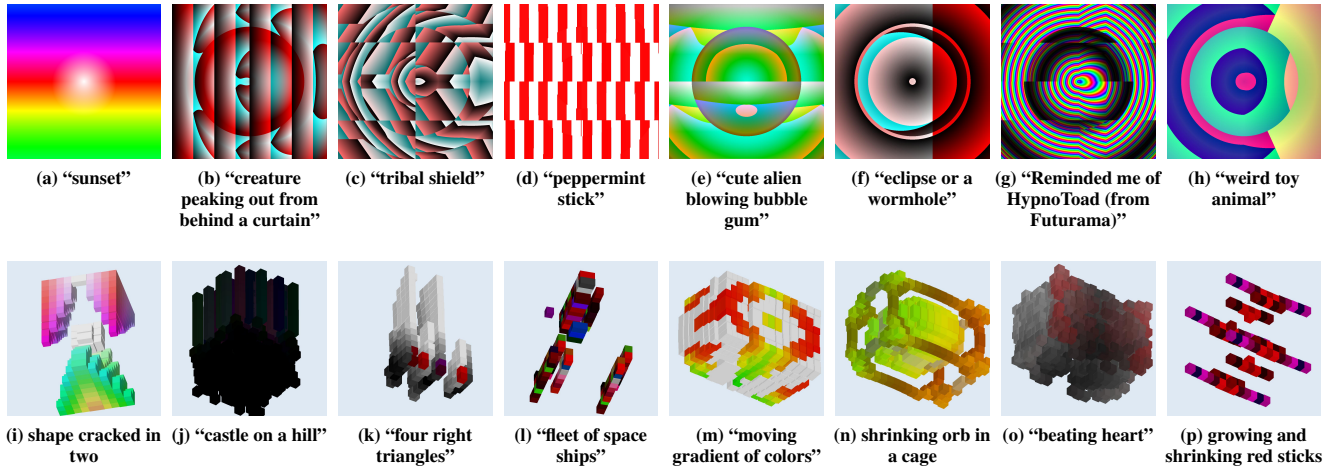 (a) “sunset”
(b) “creature
peaking out from
behind a curtain”
(c) “tribal shield”
(d) “peppermint
stick”
(e) “cute alien
blowing bubble
gum”
(f) “eclipse or a
wormhole”
(g) “Reminded me of
HypnoToad (from
Futurama)”
(h) “weird toy
animal”
(i) shape cracked in
two
(j) “castle on a hill”
(k) “four right
triangles”
(l) “fleet of space
ships”
(m) “moving
gradient of colors”
(n) shrinking orb in
a cage
(o) “beating heart”
(p) growing and
shrinking red sticks